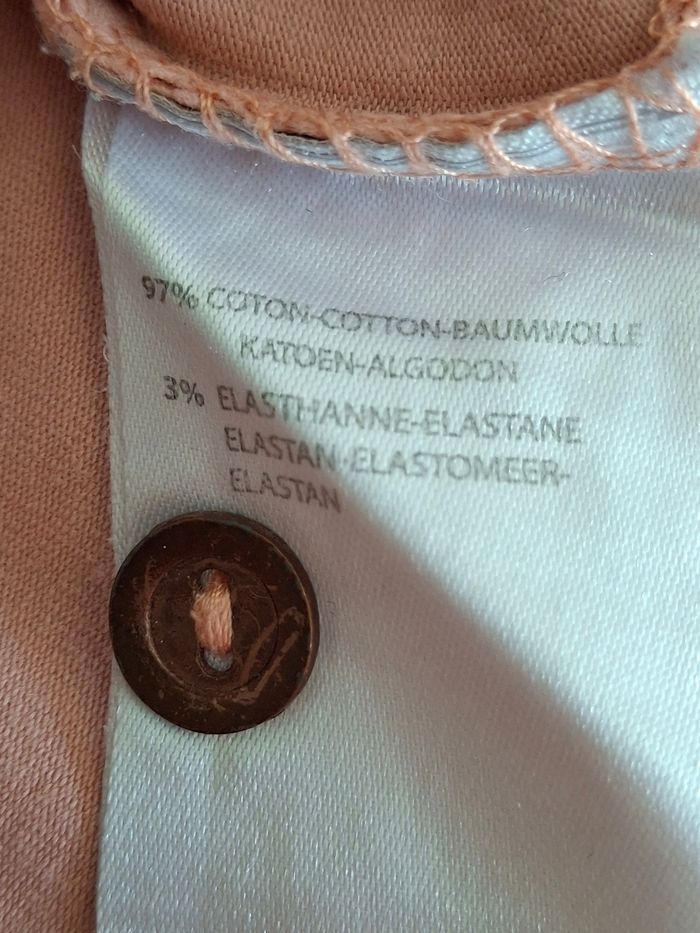 97% COTON-COTTON-BAUMWOLLE
KATOEN-ALGODON
3% ELASTHANNE-ELASTANE
ELASTAN-ELASTOMEER-
ELASTAN